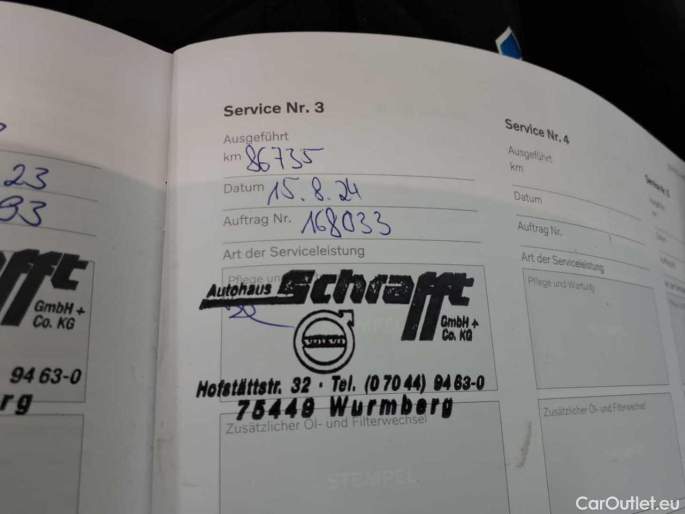 23
93
GmbH +
Co. KG
94 63-0
rg
Service Nr. 3
Ausgeführt
km 86735
Datum 15.8.24
Auftrag Nr. 168033
Art der Serviceleistung
Autohaus Schrafft
GmbH +
Co. KG
VOLVO
Hofstättstr. 32 · Tel. (0 70 44) 94 63-0
75449 Wurmberg
Zusätzlicher Öl- und Filterwechsel
STEMPEL
Service Nr. 4
Ausgeführt
km
Datum
Auftrag Nr.
Art der Serviceleistung
Pflege und Wartung
Zusätzlicher Öl- und Filterwechsel
CarOutlet.eu